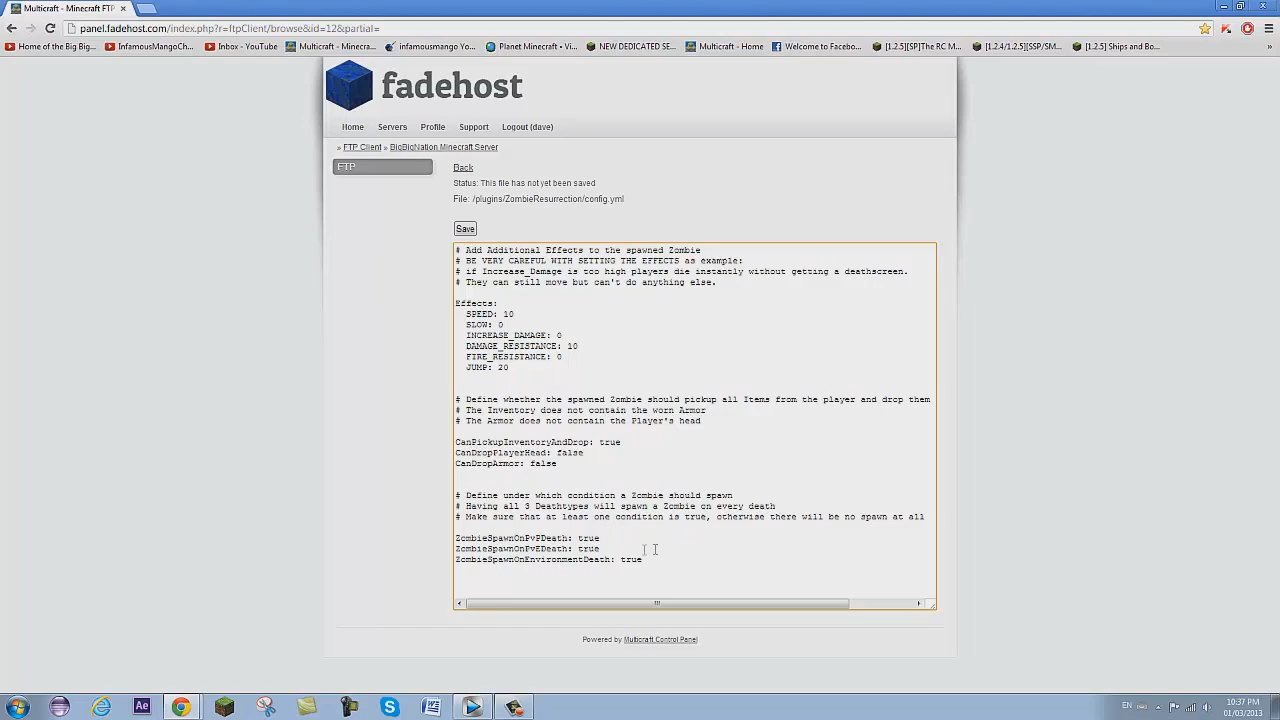 Multicraft - Minecraft FTP
panel.fadehost.com/index.php?r=ftpClient/browse&id=12&partial=
Home of the Big Big... InfamousMangoCh... Inbox - YouTube Multicraft - Minecra... infamousmango Yo... Planet Minecraft • Vi... NEW DEDICATED SE... Multicraft - Home Welcome to Facebo... [1.2.5][SP]The RC M... [1.2.4/1.2.5][SSP/SM... [1.2.5] Ships and Bo...
fadehost
Home Servers Profile Support Logout (dave)
» FTP Client » BigBigNation Minecraft Server
FTP
Back
Status: This file has not yet been saved
File: /plugins/ZombieResurrection/config.yml
Save
# Add Additional Effects to the spawned Zombie
# BE VERY CAREFUL WITH SETTING THE EFFECTS as example:
# if Increase_Damage is too high players die instantly without getting a deathscreen.
# They can still move but can't do anything else.
Effects:
SPEED: 10
SLOW: 0
INCREASE_DAMAGE: 0
DAMAGE_RESISTANCE: 10
FIRE_RESISTANCE: 0
JUMP: 20
# Define whether the spawned Zombie should pickup all Items from the player and drop them
# The Inventory does not contain the worn Armor
# The Armor does not contain the Player's head
CanPickupInventoryAndDrop: true
CanDropPlayerHead: false
CanDropArmor: false
# Define under which condition a Zombie should spawn
# Having all 3 Deathtypes will spawn a Zombie on every death
# Make sure that at least one condition is true, otherwise there will be no spawn at all
ZombieSpawnOnPvPDeath: true
ZombieSpawnOnPvEDeath: true
ZombieSpawnOnEnvironmentDeath: true
Powered by Multicraft Control Panel
Ae
EN
10:37 PM
01/03/2013